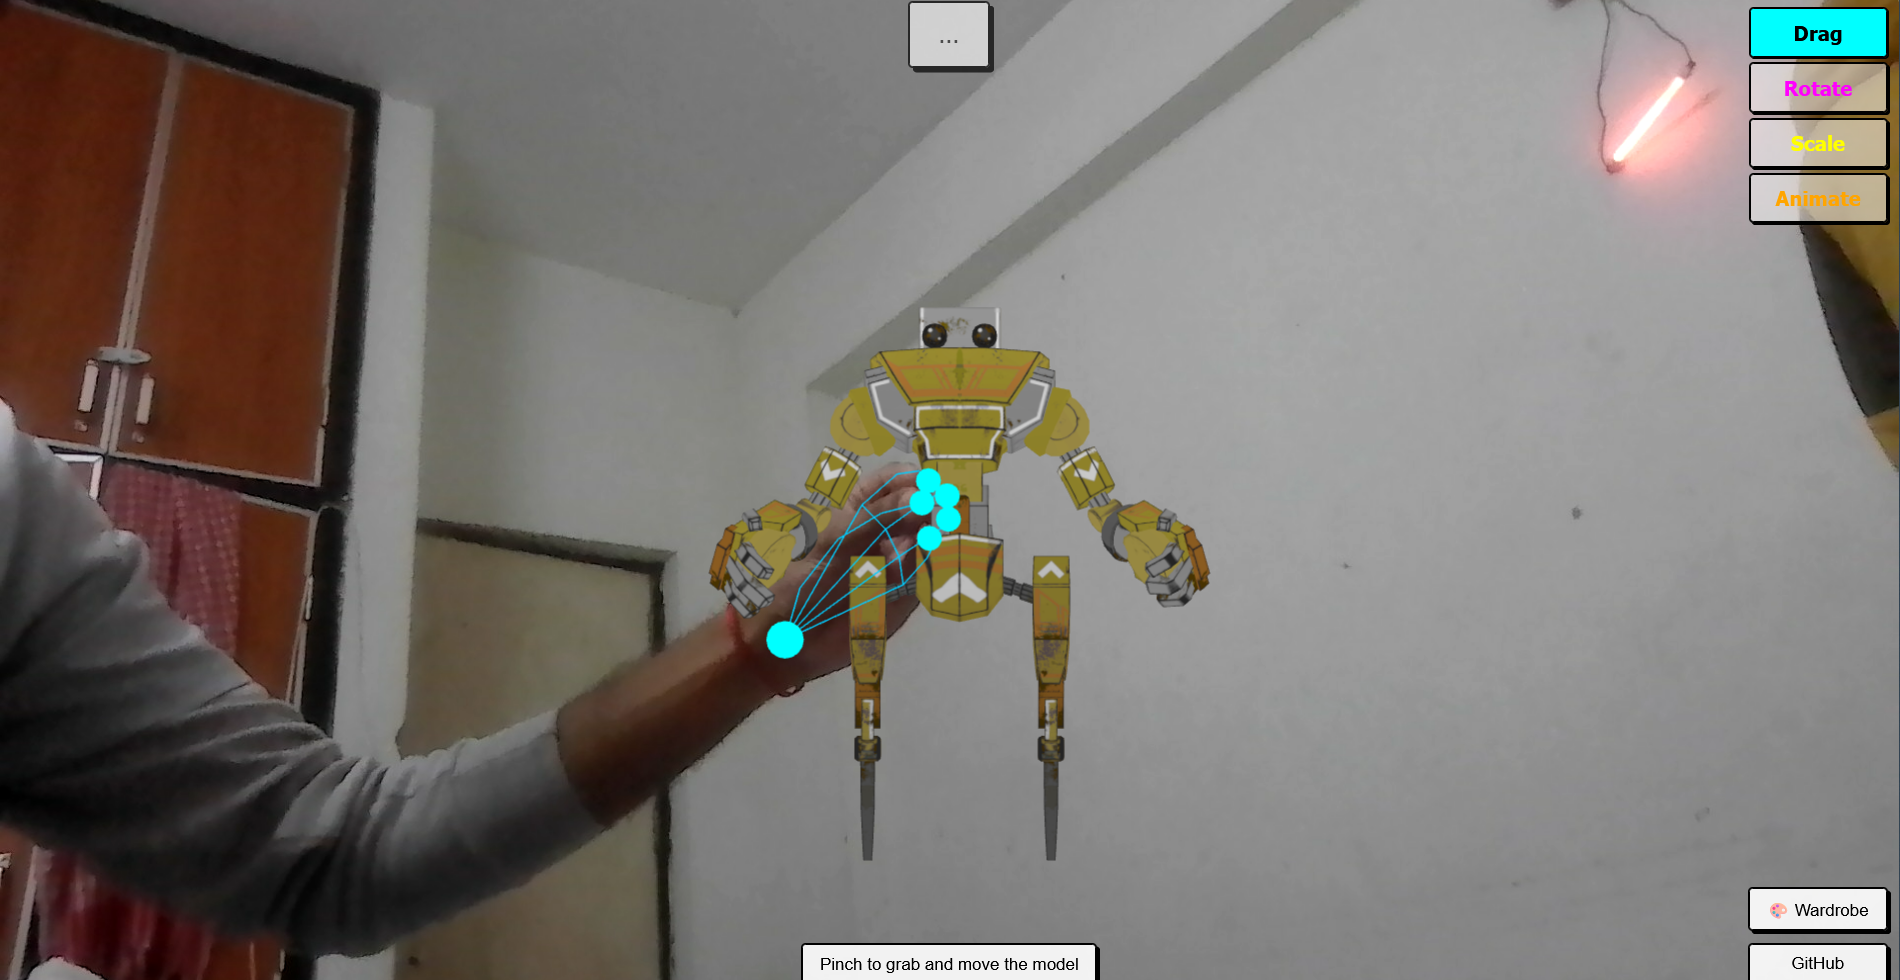 ...
Drag
Rotate
Scale
Animate
Wardrobe
GitHub
Pinch to grab and move the model